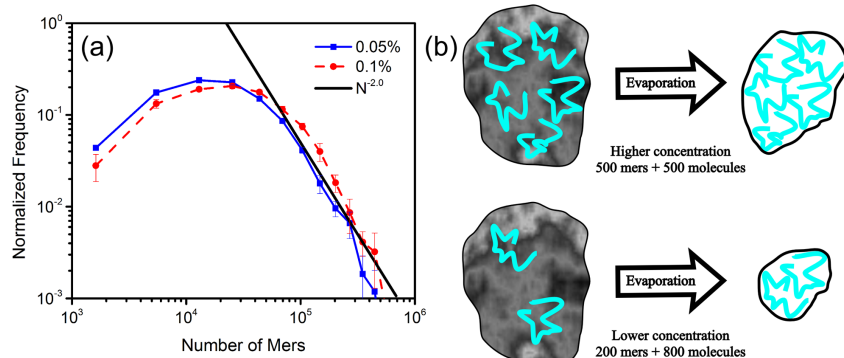 (a)
0.05%
0.1%
N^-2.0
10^0
10^-1
10^-2
10^-3
Normalized Frequency
10^3
10^4
10^5
10^6
Number of Mers
(b)
Evaporation
Higher concentration
500 mers + 500 molecules
Evaporation
Lower concentration
200 mers + 800 molecules